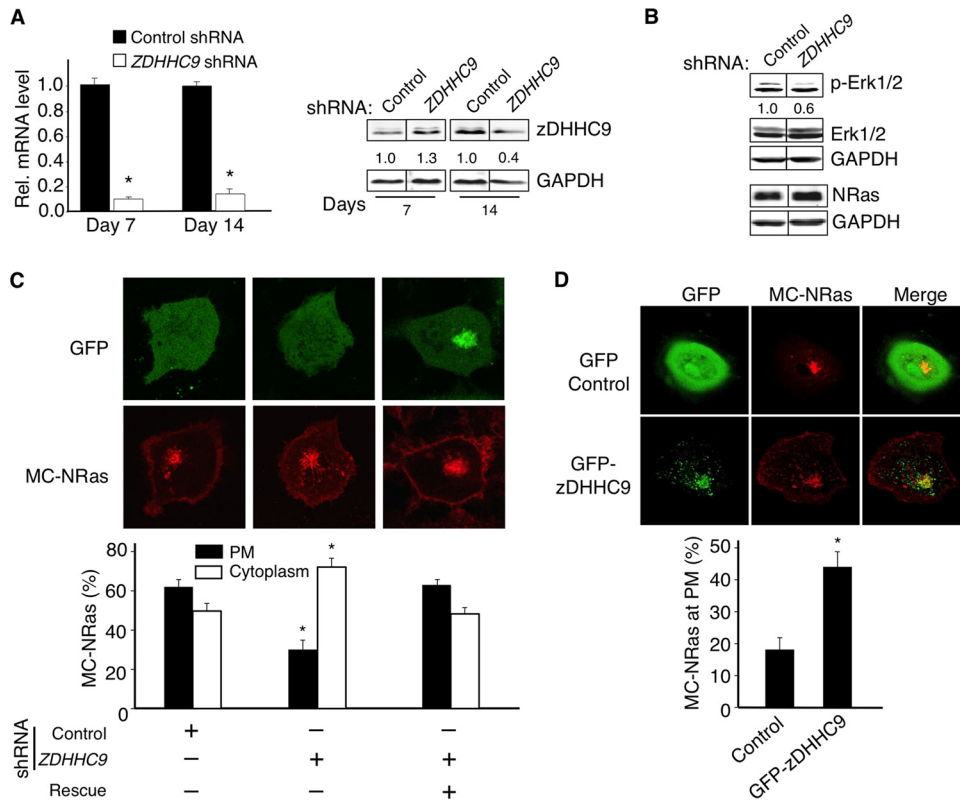 A
Control shRNA
ZDHHC9 shRNA
Rel. mRNA level
1.0
0.8
0.6
0.4
0.2
0.0
*
*
Day 7
Day 14
shRNA:
Control
ZDHHC9
Control
ZDHHC9
zDHHC9
1.0 1.3 1.0 0.4
GAPDH
Days 7 14
B
shRNA:
Control
ZDHHC9
p-Erk1/2
1.0 0.6
Erk1/2
GAPDH
NRas
GAPDH
C
GFP
MC-NRas
MC-NRas (%)
80
60
40
20
0
PM
Cytoplasm
*
*
shRNA
Control + – –
ZDHHC9 – + +
Rescue – – +
D
GFP MC-NRas Merge
GFP
Control
GFP-
zDHHC9
MC-NRas at PM (%)
50
40
30
20
10
0
*
Control
GFP-zDHHC9